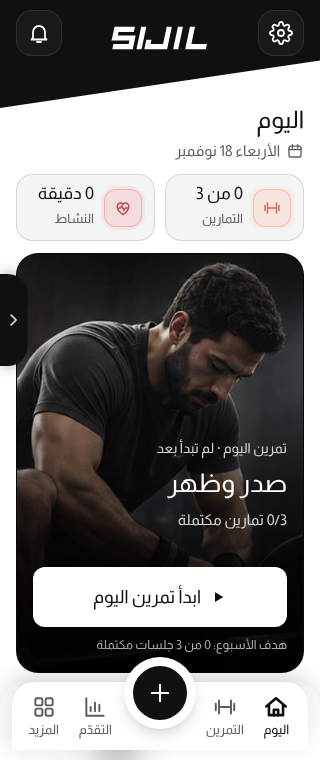 SIJIL
اليوم
الأربعاء 18 نوفمبر
0 من 3
التمارين
0 دقيقة
النشاط
تمرين اليوم · لم تبدأ بعد
صدر وظهر
0/3 تمارين مكتملة
ابدأ تمرين اليوم
هدف الأسبوع: 0 من 3 جلسات مكتملة
اليوم
التمرين
التقدّم
المزيد